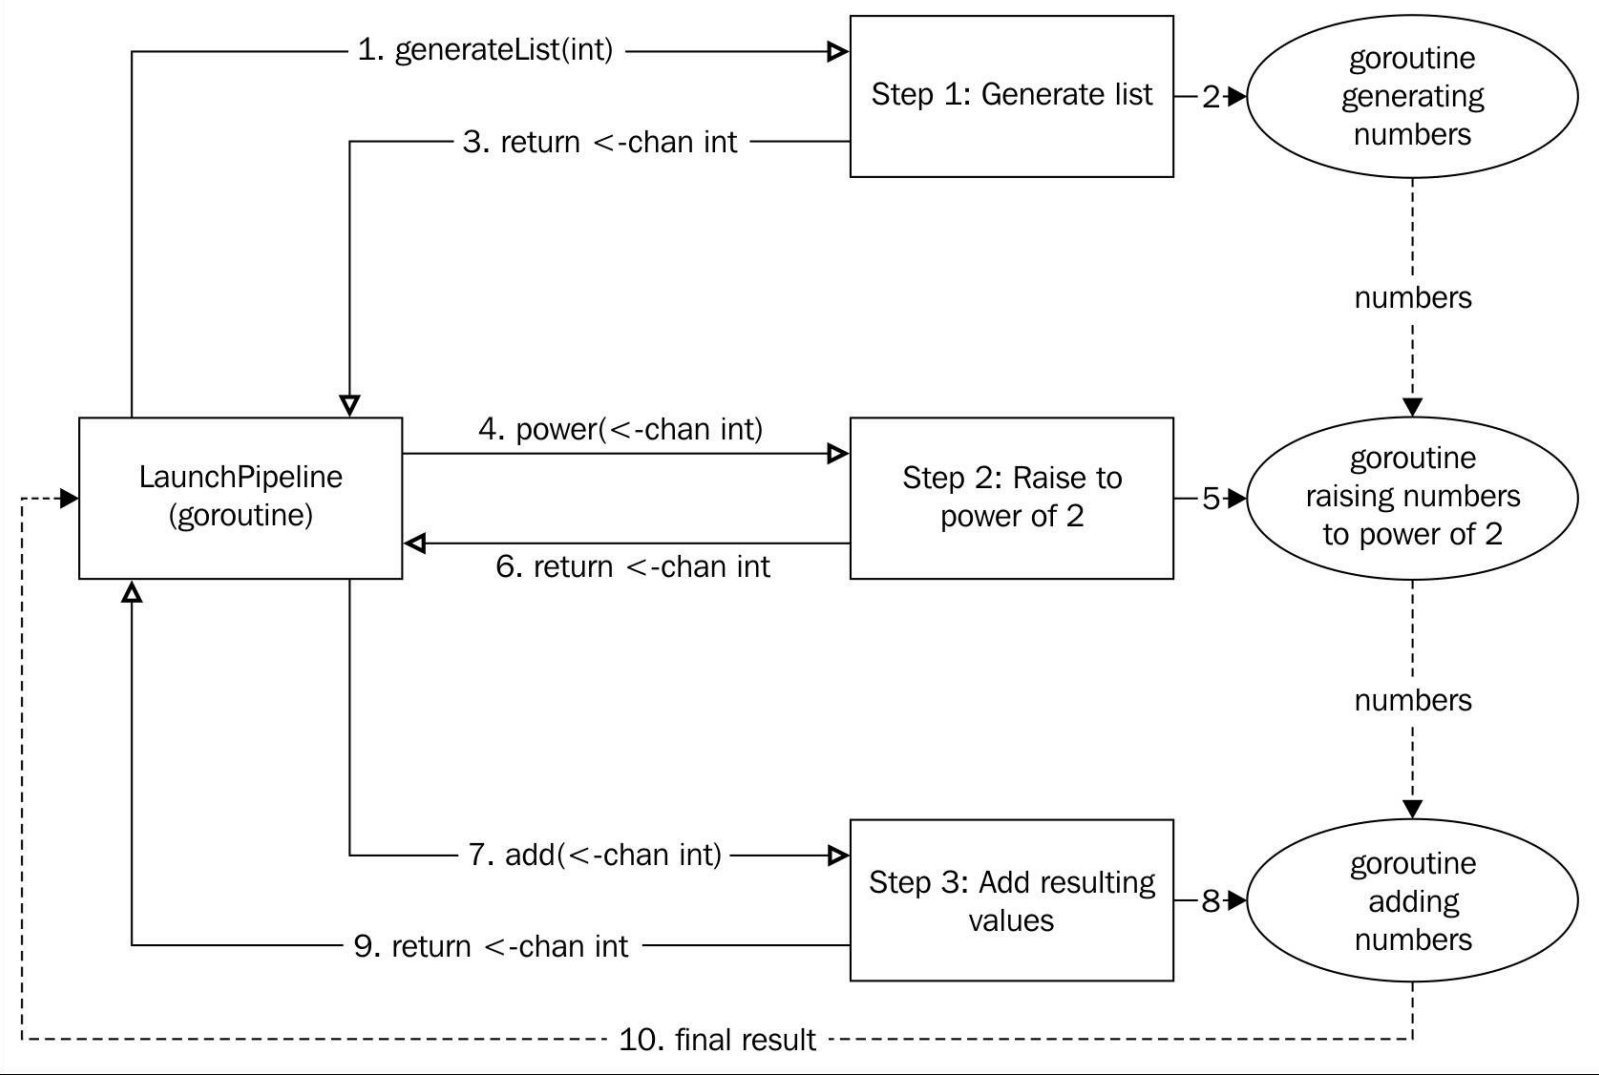 1. generateList(int)
Step 1: Generate list
2
goroutine
generating
numbers
3. return <-chan int
numbers
LaunchPipeline
(goroutine)
4. power(<-chan int)
Step 2: Raise to
power of 2
5
goroutine
raising numbers
to power of 2
6. return <-chan int
numbers
7. add(<-chan int)
Step 3: Add resulting
values
8
goroutine
adding
numbers
9. return <-chan int
10. final result